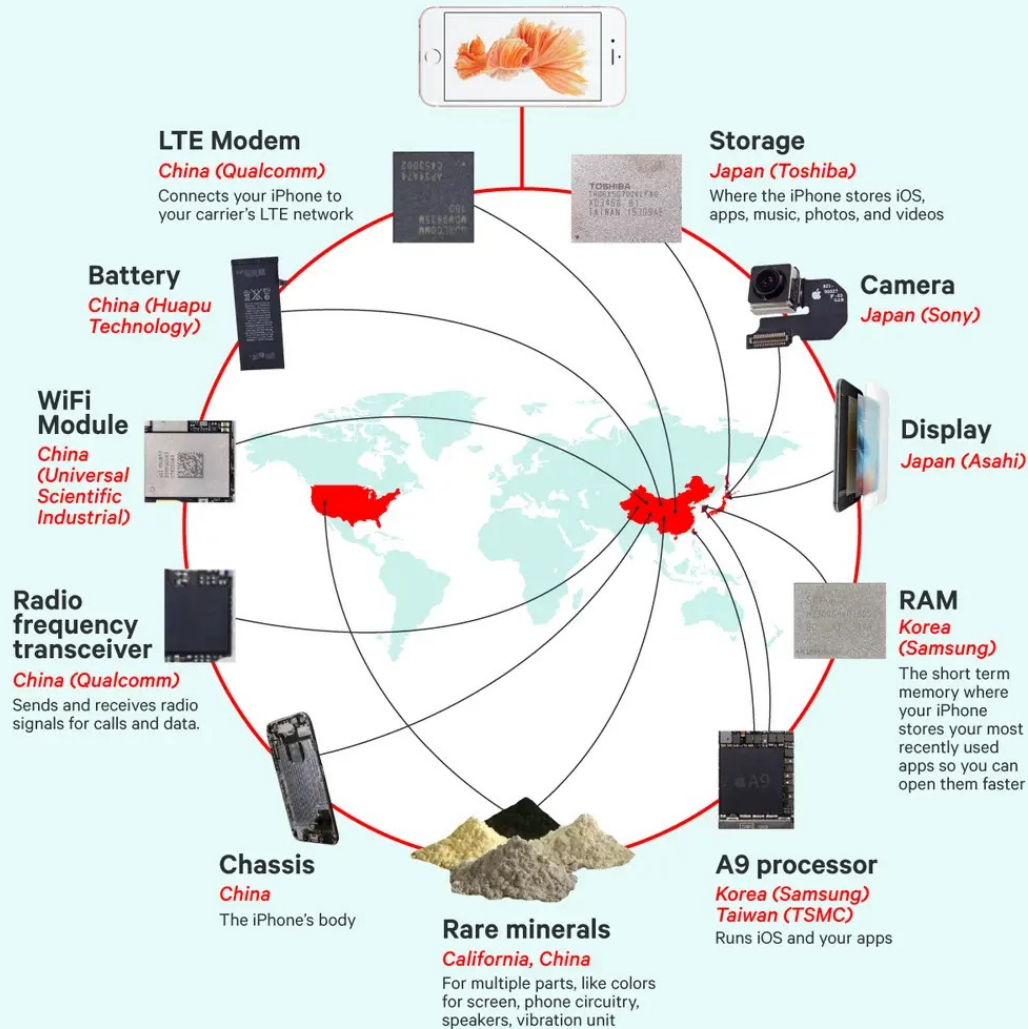 LTE Modem
China (Qualcomm)
Connects your iPhone to
your carrier's LTE network
Storage
Japan (Toshiba)
Where the iPhone stores iOS,
apps, music, photos, and videos
TOSHIBA
Battery
China (Huapu
Technology)
Camera
Japan (Sony)
WiFi
Module
China
(Universal
Scientific
Industrial)
Display
Japan (Asahi)
Radio
frequency
transceiver
China (Qualcomm)
Sends and receives radio
signals for calls and data.
RAM
Korea
(Samsung)
The short term
memory where
your iPhone
stores your most
recently used
apps so you can
open them faster
A9
Chassis
China
The iPhone's body
A9 processor
Korea (Samsung)
Taiwan (TSMC)
Runs iOS and your apps
Rare minerals
California, China
For multiple parts, like colors
for screen, phone circuitry,
speakers, vibration unit